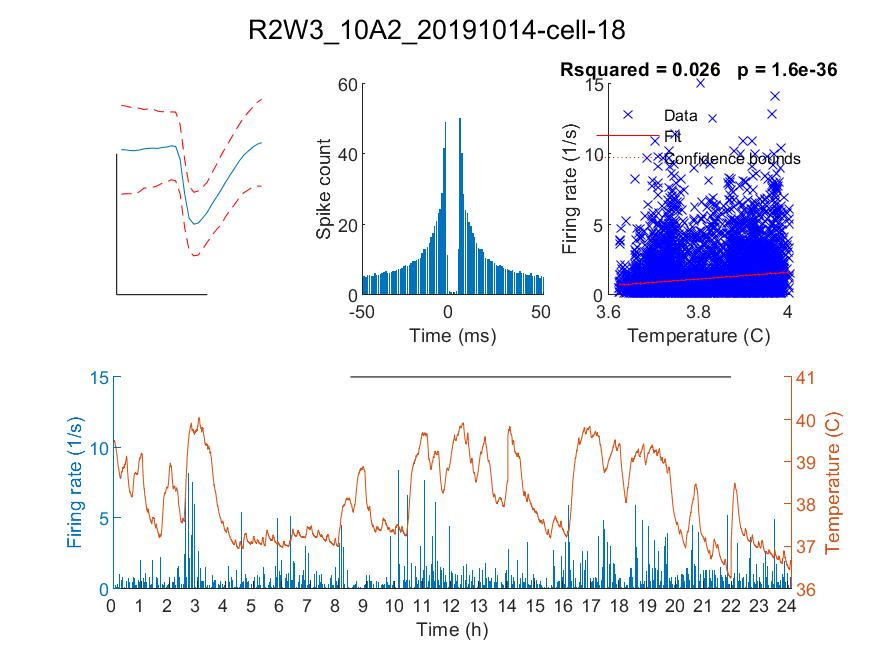 R2W3_10A2_20191014-cell-18
60
40
20
0
Spike count
-50
0
50
Time (ms)
Rsquared = 0.026 p = 1.6e-36
15
10
5
0
Firing rate (1/s)
Data
Fit
Confidence bounds
3.6
3.8
4
Temperature (C)
15
10
5
0
Firing rate (1/s)
41
40
39
38
37
36
Temperature (C)
0 1 2 3 4 5 6 7 8 9 10 11 12 13 14 15 16 17 18 19 20 21 22 23 24
Time (h)